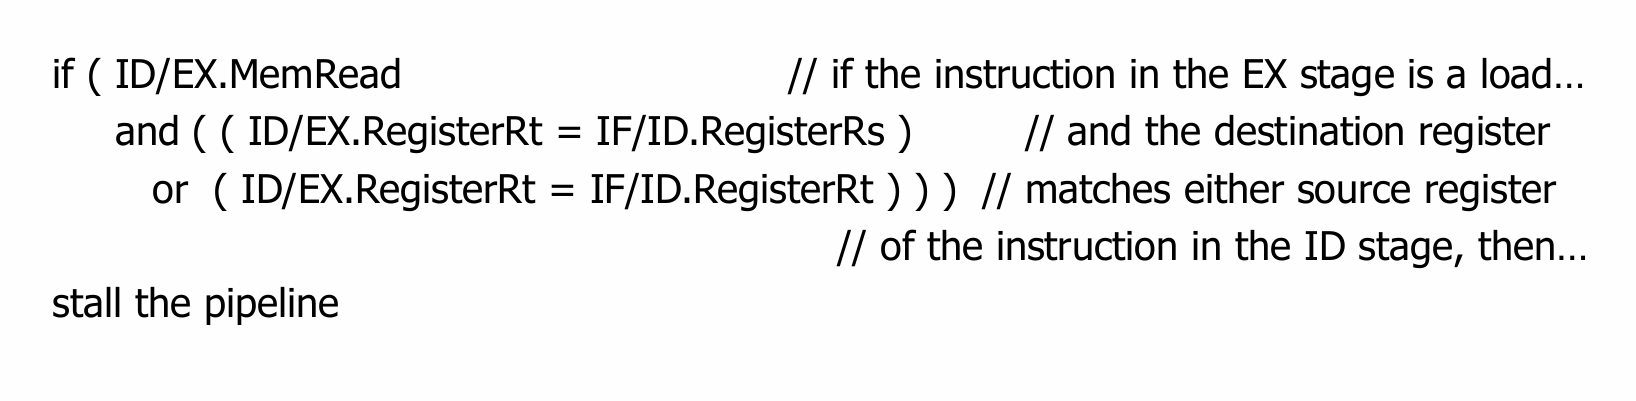 if ( ID/EX.MemRead // if the instruction in the EX stage is a load...
and ( ( ID/EX.RegisterRt = IF/ID.RegisterRs ) // and the destination register
or ( ID/EX.RegisterRt = IF/ID.RegisterRt ) ) ) // matches either source register
// of the instruction in the ID stage, then...
stall the pipeline